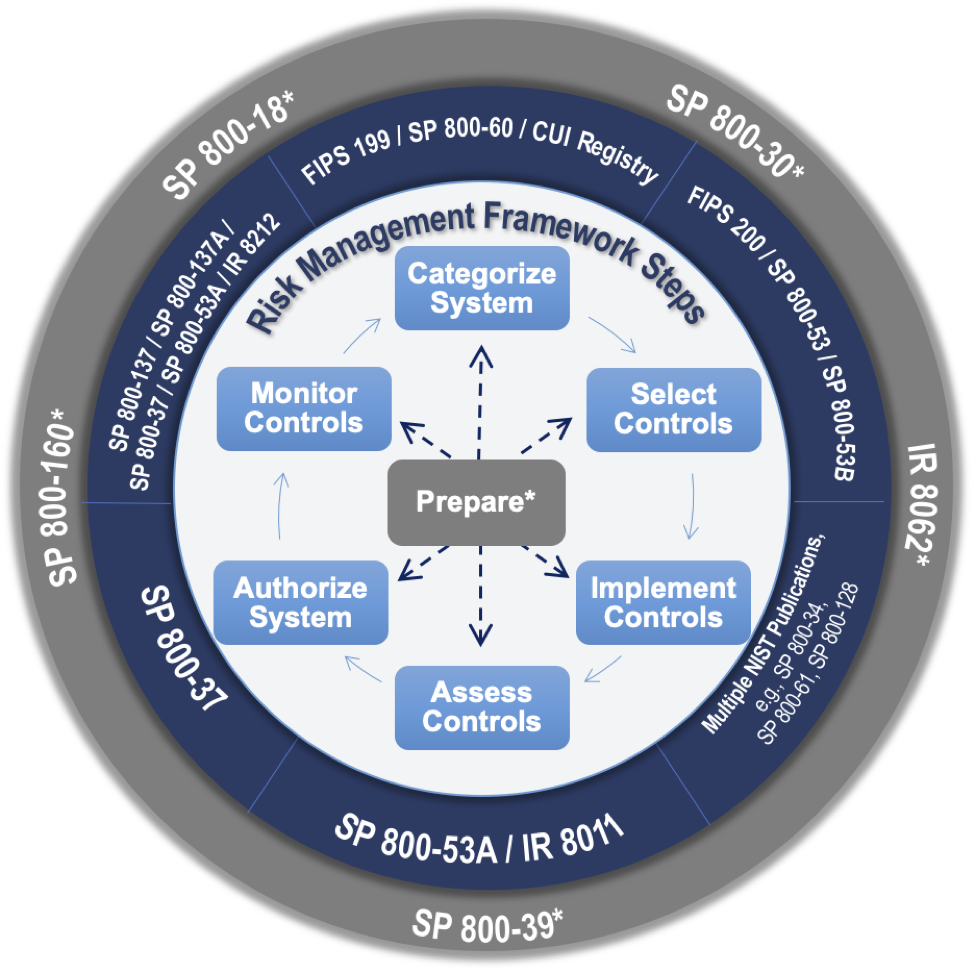 SP 800-18*
SP 800-30*
IR 8062*
SP 800-39*
SP 800-160*
FIPS 199 / SP 800-60 / CUI Registry
FIPS 200 / SP 800-53 / SP 800-53B
Multiple NIST Publications,
e.g., SP 800-34,
SP 800-61, SP 800-128
SP 800-53A / IR 8011
SP 800-37
SP 800-137 / SP 800-137A /
SP 800-37 / SP 800-53A / IR 8212
Risk Management Framework Steps
Categorize
System
Select
Controls
Implement
Controls
Assess
Controls
Authorize
System
Monitor
Controls
Prepare*